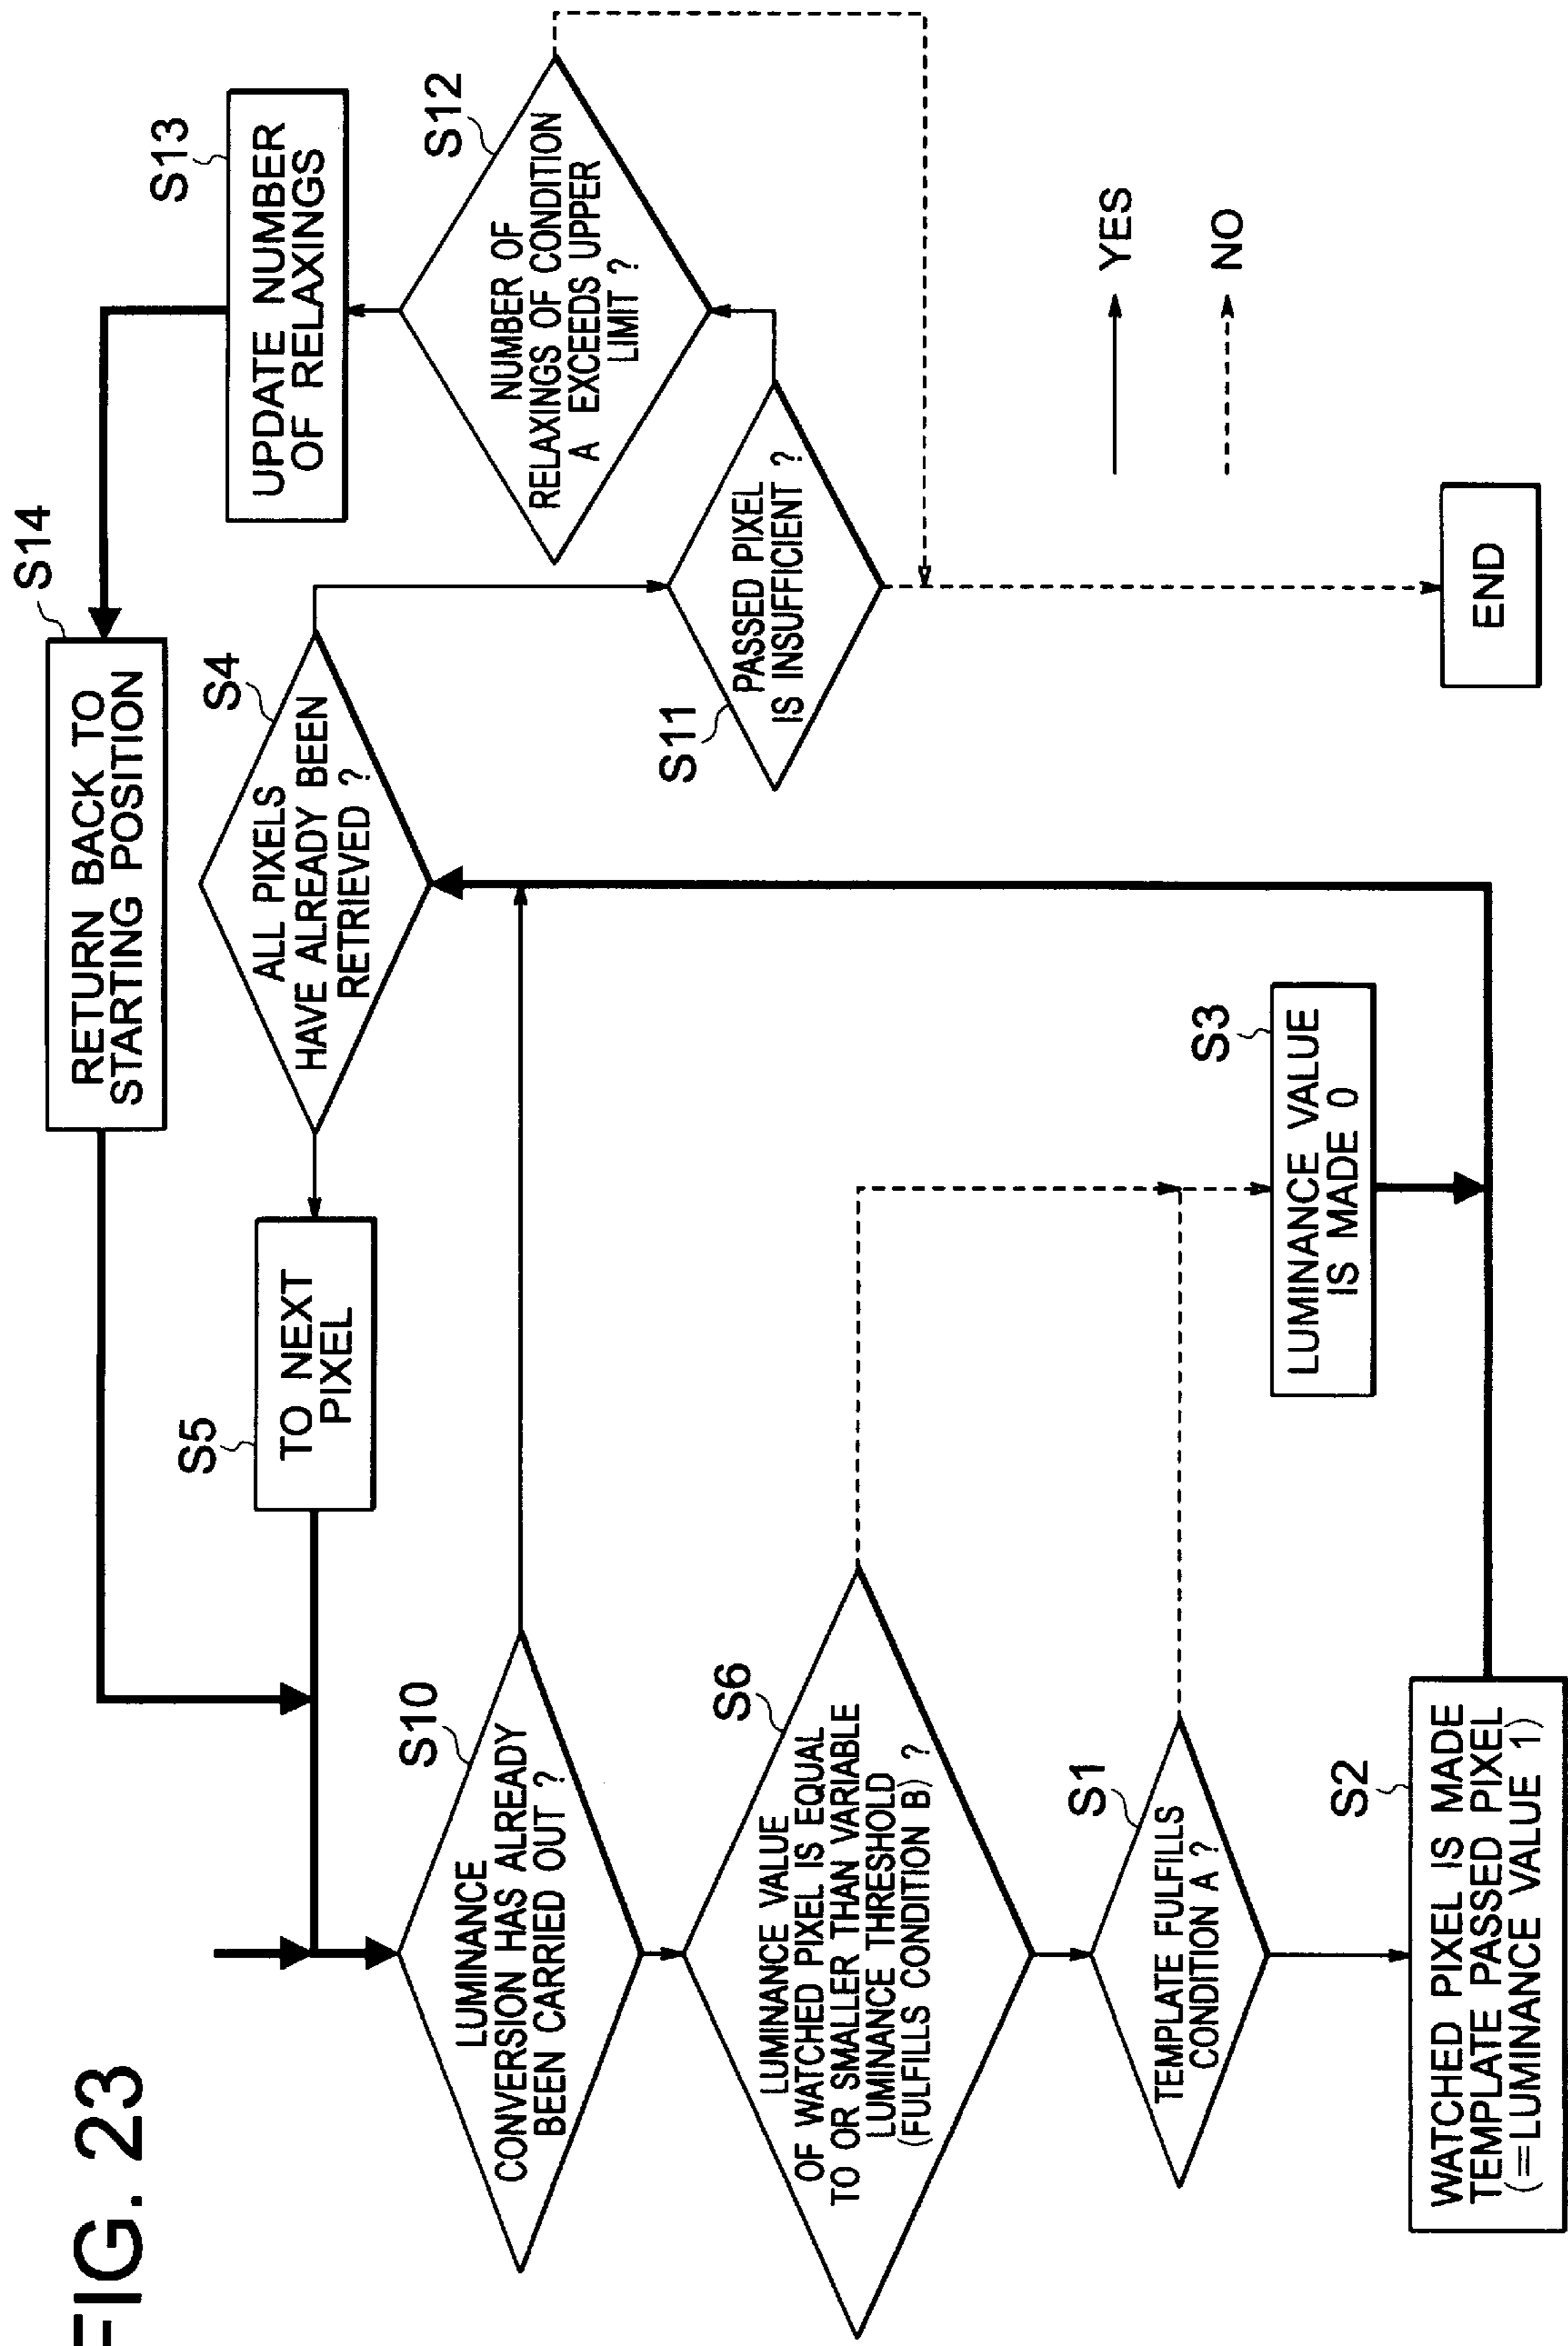 FIG. 23
LUMINANCE
CONVERSION HAS ALREADY
BEEN CARRIED OUT ?
S10
LUMINANCE VALUE
OF WATCHED PIXEL IS EQUAL
TO OR SMALLER THAN VARIABLE
LUMINANCE THRESHOLD
(FULFILLS CONDITION B) ?
S6
TEMPLATE FULFILLS
CONDITION A ?
S1
WATCHED PIXEL IS MADE
TEMPLATE PASSED PIXEL
(=LUMINANCE VALUE 1)
S2
LUMINANCE VALUE
IS MADE 0
S3
TO NEXT
PIXEL
S5
ALL PIXELS
HAVE ALREADY BEEN
RETRIEVED ?
S4
RETURN BACK TO
STARTING POSITION
S14
PASSED PIXEL
IS INSUFFICIENT ?
S11
NUMBER OF
RELAXINGS OF CONDITION
A EXCEEDS UPPER
LIMIT ?
S12
UPDATE NUMBER
OF RELAXINGS
S13
YES
NO
END